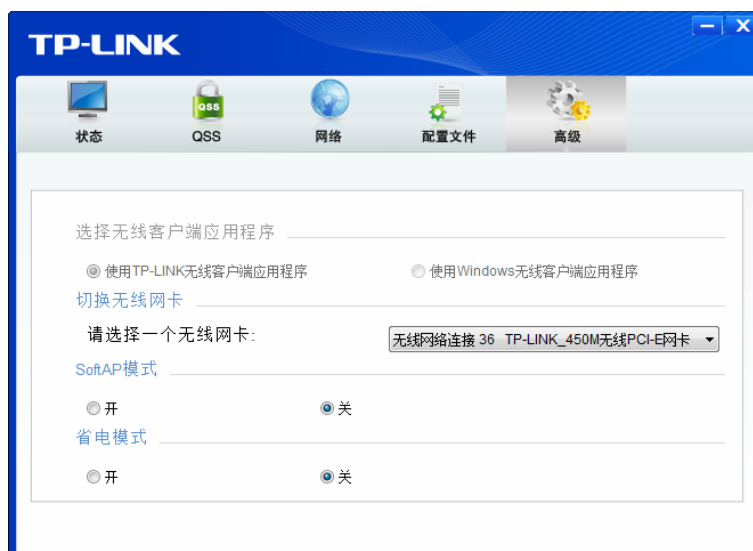 TP-LINK
QSS
状态 QSS 网络 配置文件 高级
选择无线客户端应用程序
使用TP-LINK无线客户端应用程序 使用Windows无线客户端应用程序
切换无线网卡
请选择一个无线网卡:
无线网络连接 36 TP-LINK_450M无线PCI-E网卡
SoftAP模式
开 关
省电模式
开 关